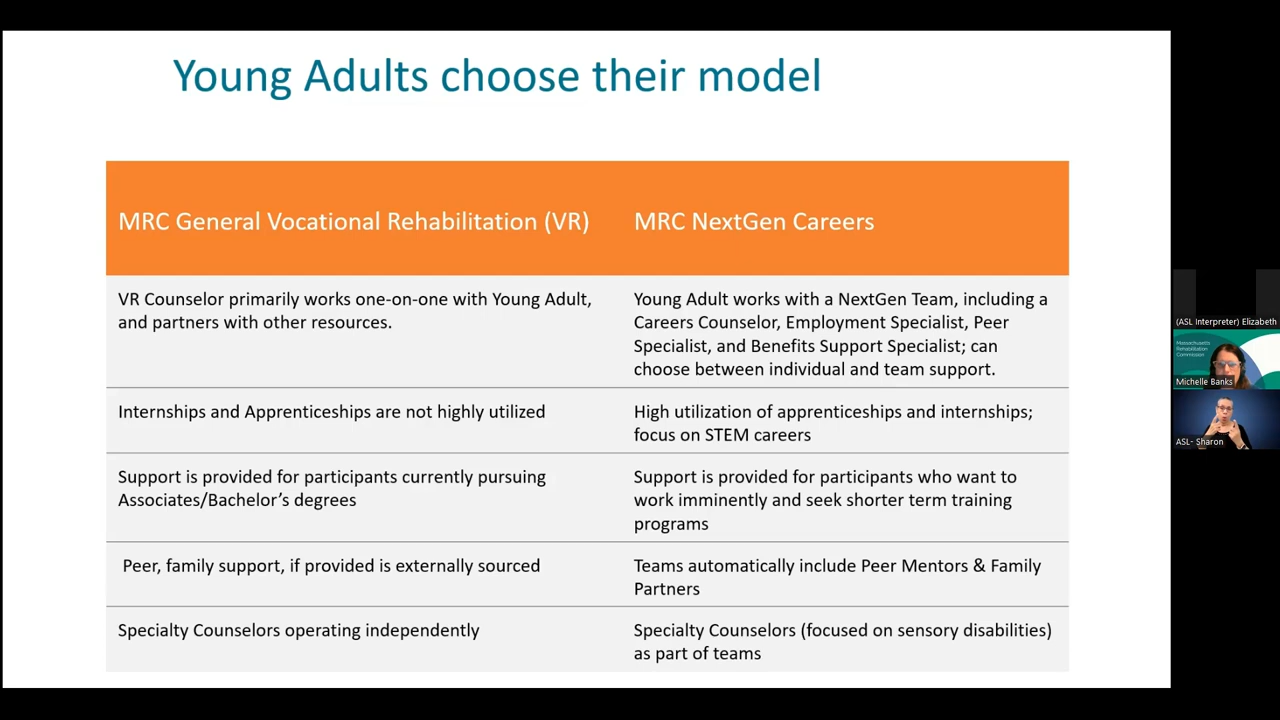 Young Adults choose their model
MRC General Vocational Rehabilitation (VR)
MRC NextGen Careers
VR Counselor primarily works one-on-one with Young Adult,
and partners with other resources.
Young Adult works with a NextGen Team, including a
Careers Counselor, Employment Specialist, Peer
Specialist, and Benefits Support Specialist; can
choose between individual and team support.
Internships and Apprenticeships are not highly utilized
High utilization of apprenticeships and internships;
focus on STEM careers
Support is provided for participants currently pursuing
Associates/Bachelor’s degrees
Support is provided for participants who want to
work imminently and seek shorter term training
programs
Peer, family support, if provided is externally sourced
Teams automatically include Peer Mentors & Family
Partners
Specialty Counselors operating independently
Specialty Counselors (focused on sensory disabilities)
as part of teams
(ASL Interpreter) Elizabeth
Massachusetts
Rehabilitation
Commission
Michelle Banks
ASL- Sharon